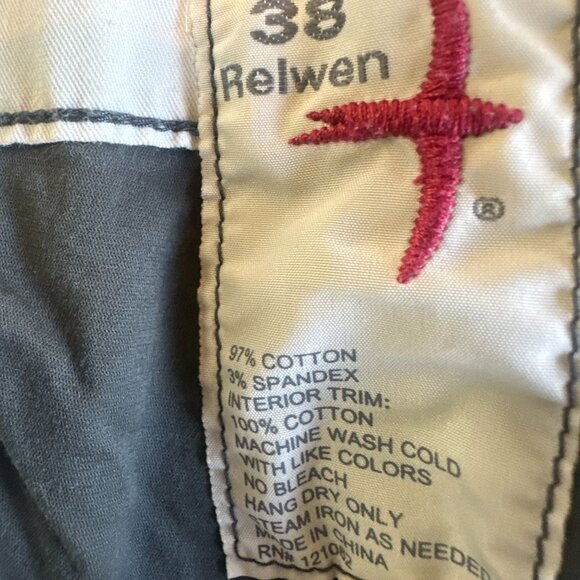 38
Relwen
®
97% COTTON
3% SPANDEX
INTERIOR TRIM:
100% COTTON
MACHINE WASH COLD
WITH LIKE COLORS
NO BLEACH
HANG DRY ONLY
STEAM IRON AS NEEDED
MADE IN CHINA
RN#